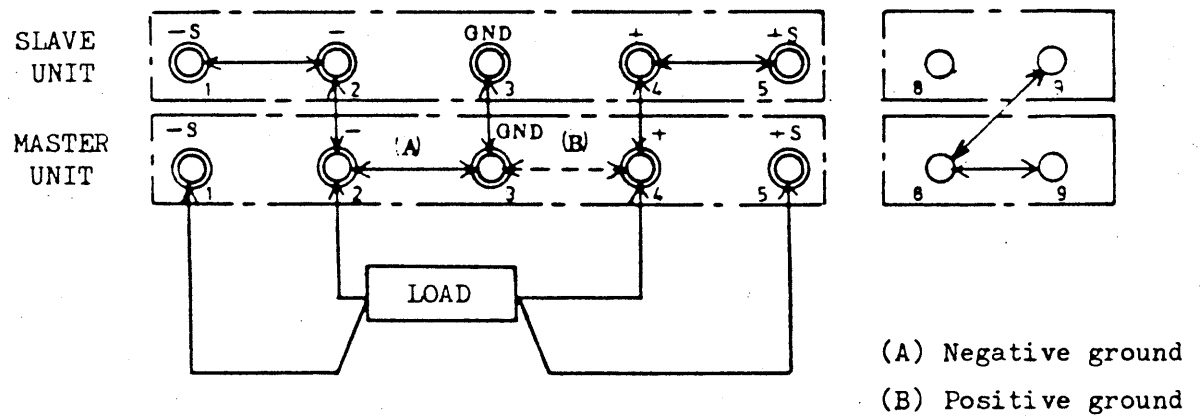 SLAVE
UNIT
-S - GND + +S
1 2 3 4 5
8 9
MASTER
UNIT
-S - (A) GND (B) + +S
1 2 3 4 5
8 9
LOAD
(A) Negative ground
(B) Positive ground